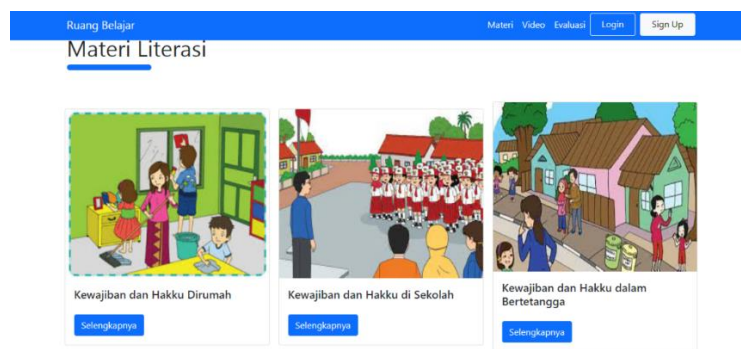 Ruang Belajar
Materi Video Evaluasi Login Sign Up
Materi Literasi
Kewajiban dan Hakku Dirumah
Selengkapnya
Kewajiban dan Hakku di Sekolah
Selengkapnya
Kewajiban dan Hakku dalam
Bertetangga
Selengkapnya